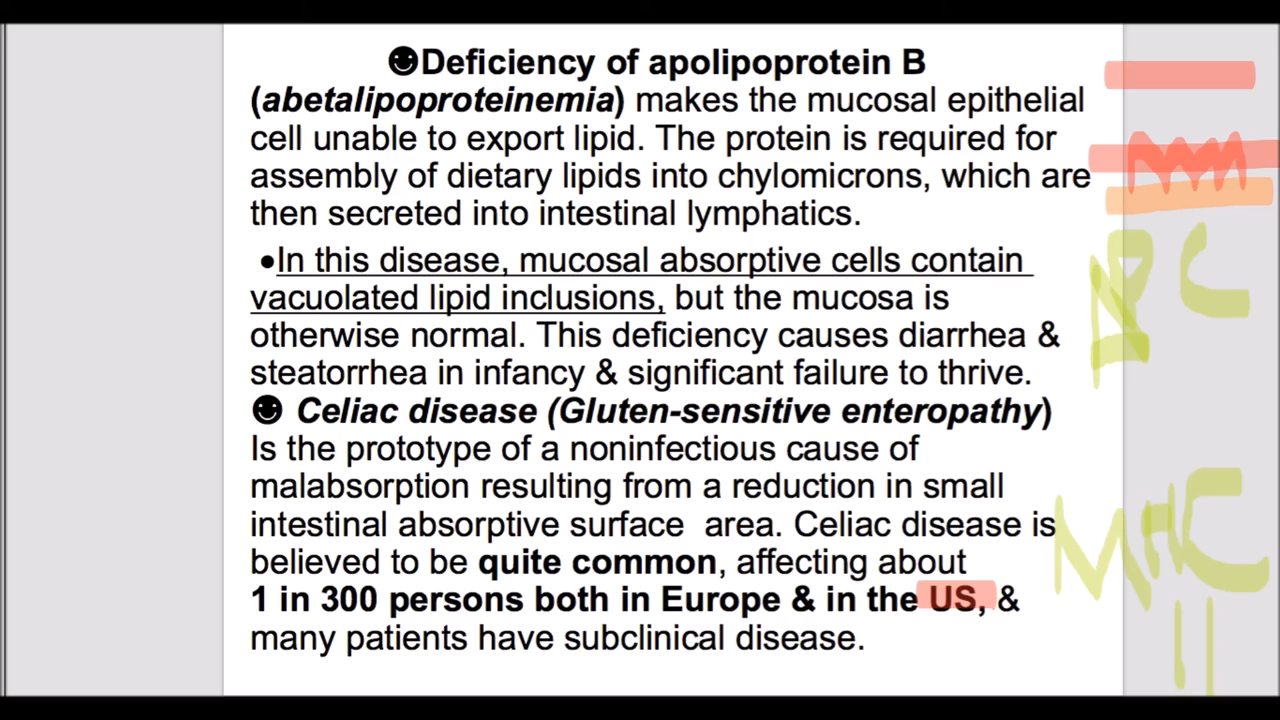 ☻Deficiency of apolipoprotein B
(abetalipoproteinemia) makes the mucosal epithelial
cell unable to export lipid. The protein is required for
assembly of dietary lipids into chylomicrons, which are
then secreted into intestinal lymphatics.
•In this disease, mucosal absorptive cells contain
vacuolated lipid inclusions, but the mucosa is
otherwise normal. This deficiency causes diarrhea &
steatorrhea in infancy & significant failure to thrive.
☻ Celiac disease (Gluten-sensitive enteropathy)
Is the prototype of a noninfectious cause of
malabsorption resulting from a reduction in small
intestinal absorptive surface  area. Celiac disease is
believed to be quite common, affecting about
1 in 300 persons both in Europe & in the US, &
many patients have subclinical disease.
MHC
II